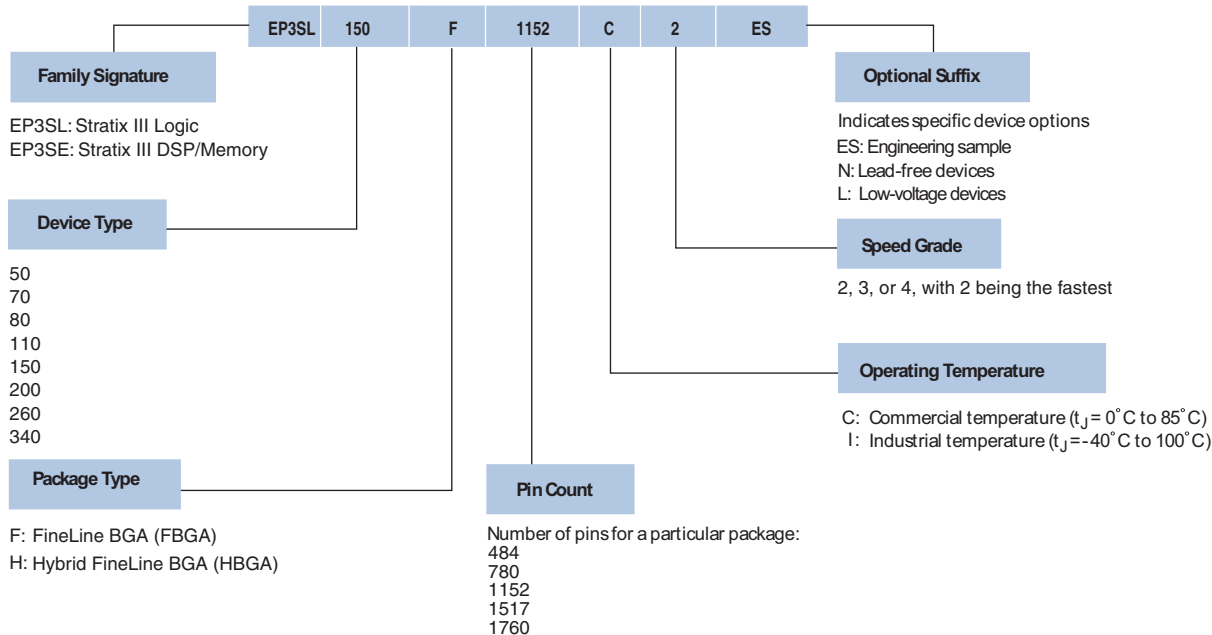 EP3SL 150 F 1152 C 2 ES
Family Signature
EP3SL: Stratix III Logic
EP3SE: Stratix III DSP/Memory
Device Type
50
70
80
110
150
200
260
340
Package Type
F: FineLine BGA (FBGA)
H: Hybrid FineLine BGA (HBGA)
Pin Count
Number of pins for a particular package:
484
780
1152
1517
1760
Optional Suffix
Indicates specific device options
ES: Engineering sample
N: Lead-free devices
L: Low-voltage devices
Speed Grade
2, 3, or 4, with 2 being the fastest
Operating Temperature
C: Commercial temperature (tJ = 0°C to 85°C)
I: Industrial temperature (tJ = -40°C to 100°C)